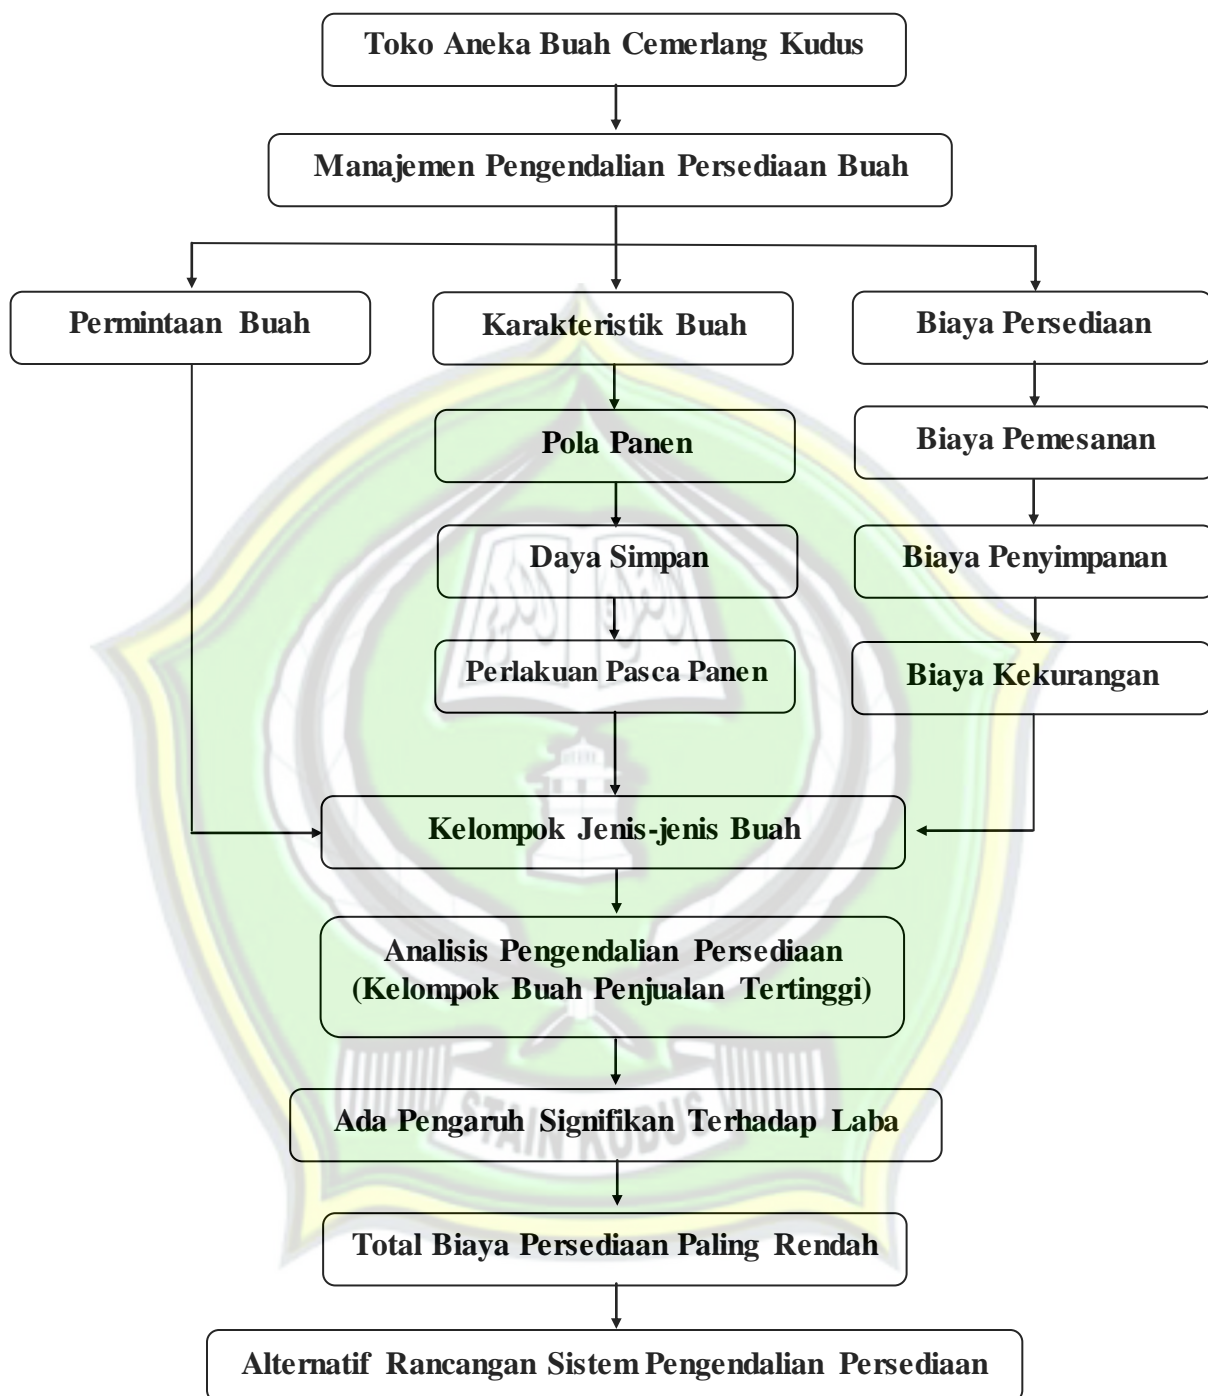 Toko Aneka Buah Cemerlang Kudus
Manajemen Pengendalian Persediaan Buah
Permintaan Buah
Karakteristik Buah
Biaya Persediaan
Pola Panen
Biaya Pemesanan
Daya Simpan
Biaya Penyimpanan
Perlakuan Pasca Panen
Biaya Kekurangan
Kelompok Jenis-jenis Buah
Analisis Pengendalian Persediaan
(Kelompok Buah Penjualan Tertinggi)
Ada Pengaruh Signifikan Terhadap Laba
STAIN KUDUS
Total Biaya Persediaan Paling Rendah
Alternatif Rancangan Sistem Pengendalian Persediaan